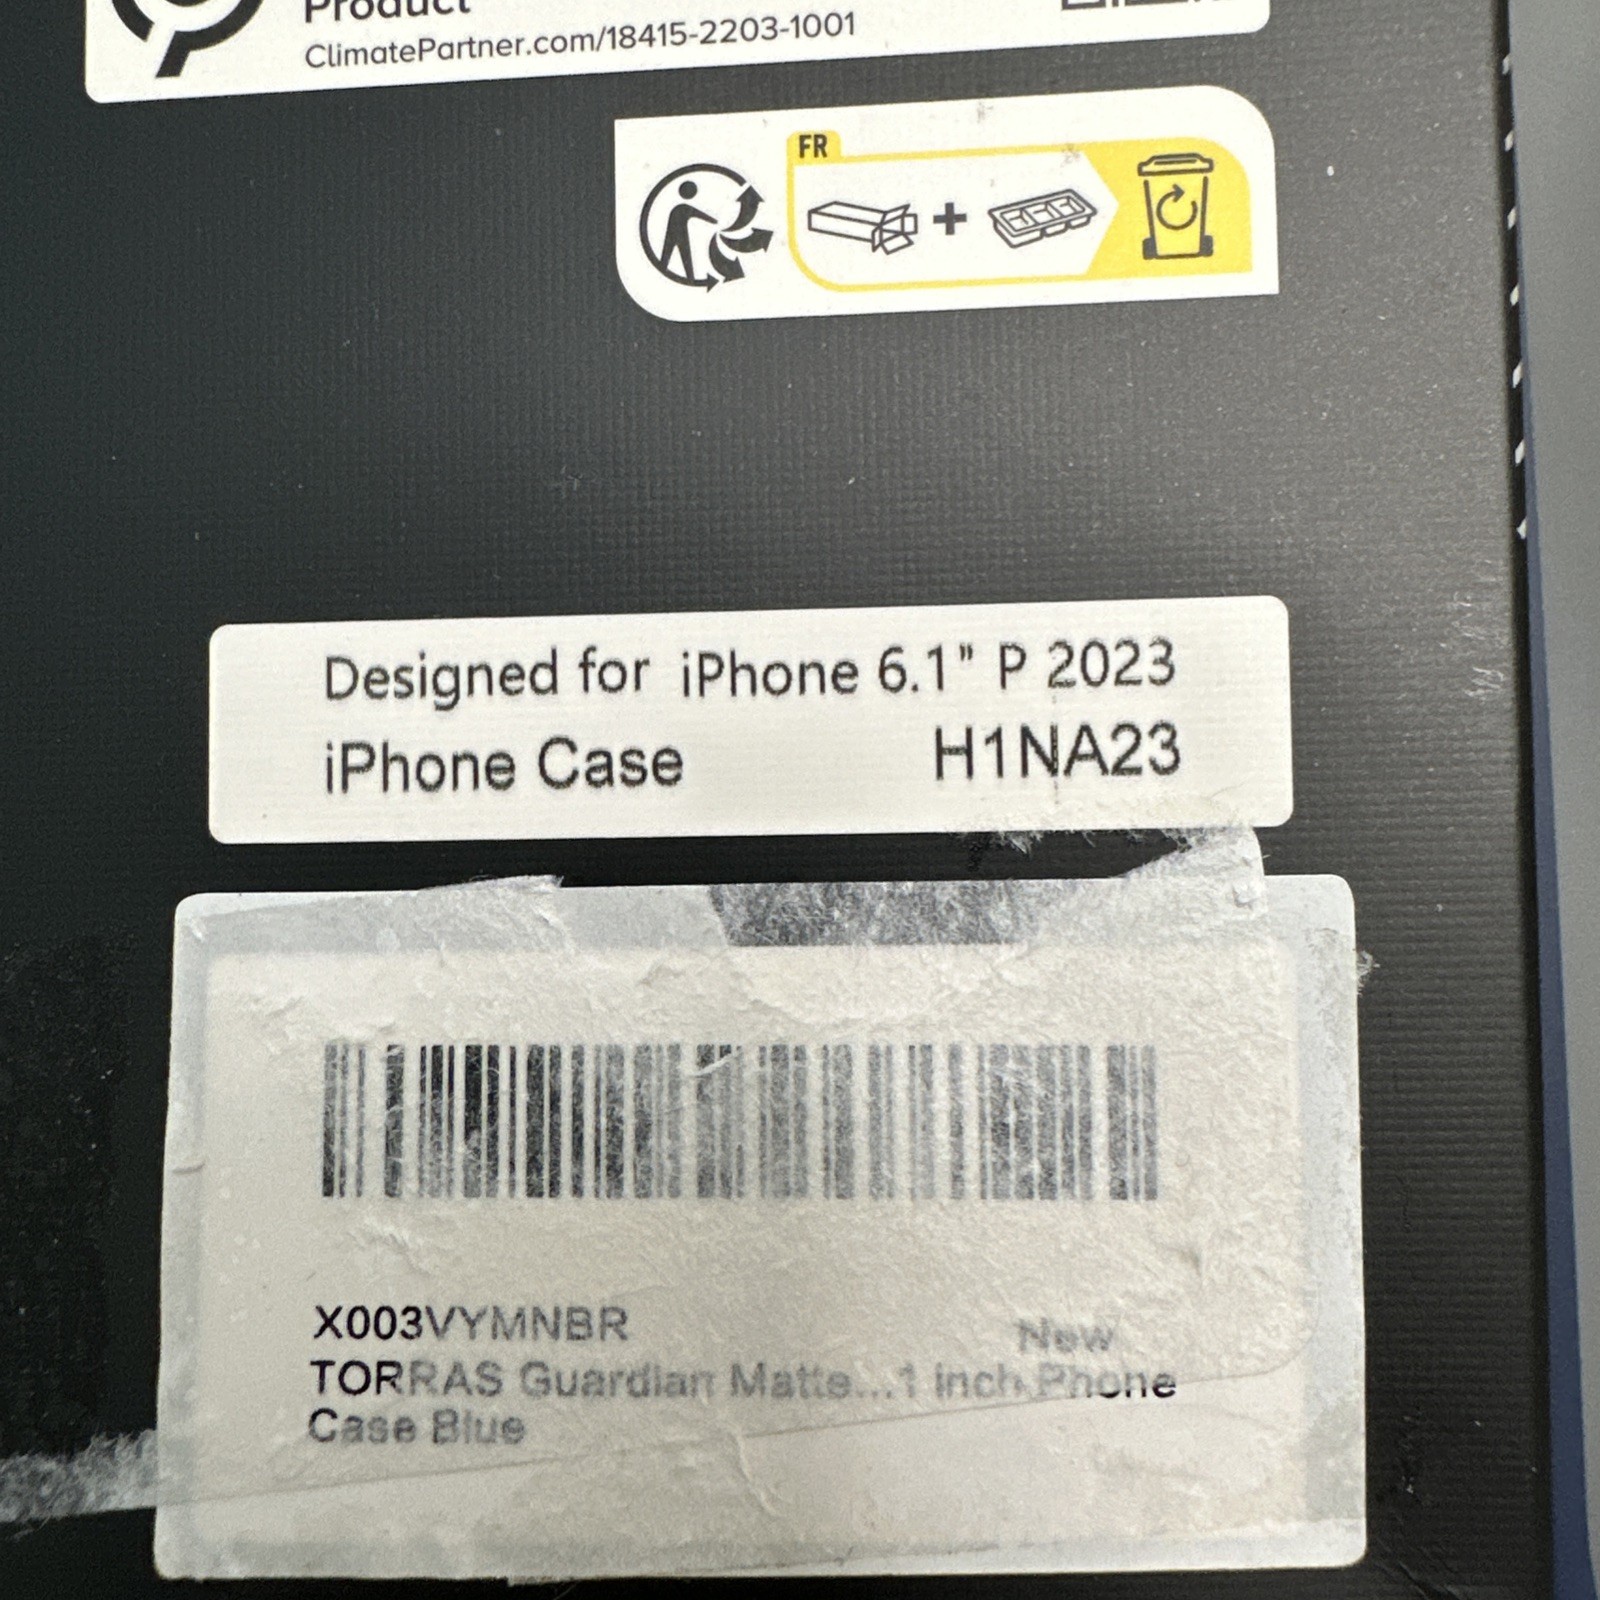 Product
ClimatePartner.com/18415-2203-1001
FR
Designed for iPhone 6.1" P 2023
iPhone Case H1NA23
X003VYMNBR
New
TORRAS Guardian Matte...1 inch Phone
Case Blue